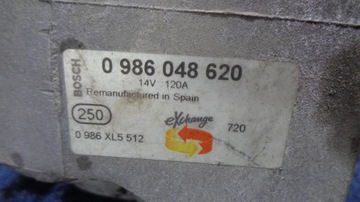 BOSCH
0 986 048 620
14V 120A
Remanufactured in Spain
250
eXchange
720
0 986 XL5 512